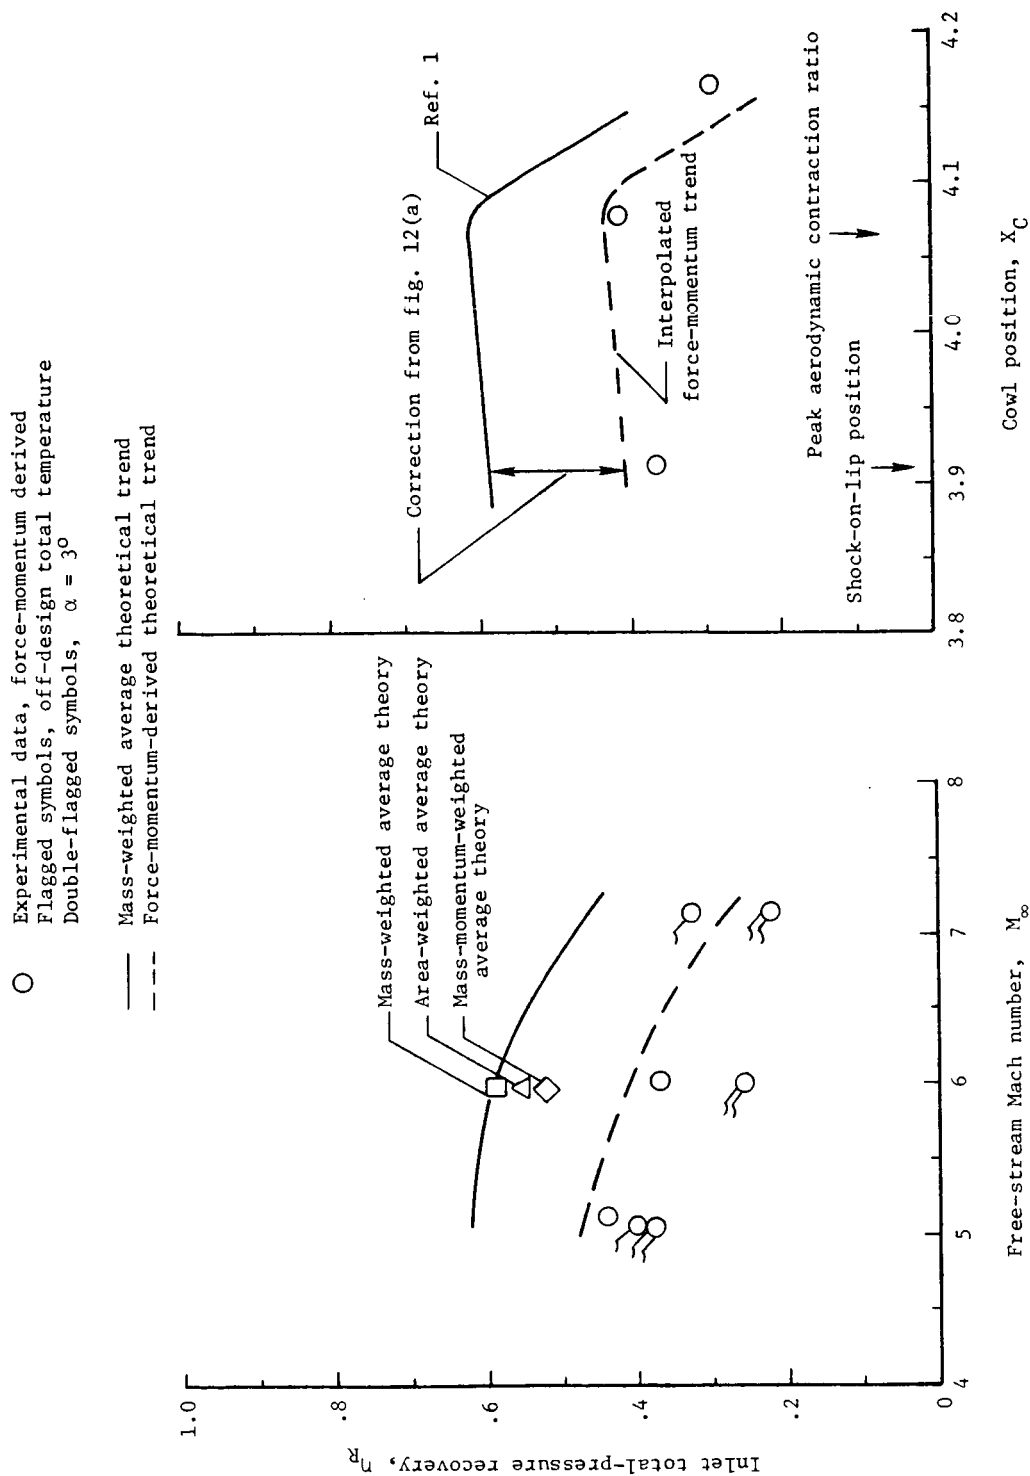 Experimental data, force-momentum derived
Flagged symbols, off-design total temperature
Double-flagged symbols, α = 3°
Mass-weighted average theoretical trend
Force-momentum-derived theoretical trend
Inlet total-pressure recovery, η_R
1.0
.8
.6
.4
.2
0
Mass-weighted average theory
Area-weighted average theory
Mass-momentum-weighted
average theory
4
5
6
7
8
Free-stream Mach number, M_∞
Correction from fig. 12(a)
Ref. 1
Interpolated
force-momentum trend
Peak aerodynamic contraction ratio
Shock-on-lip position
3.8
3.9
4.0
4.1
4.2
Cowl position, X_C